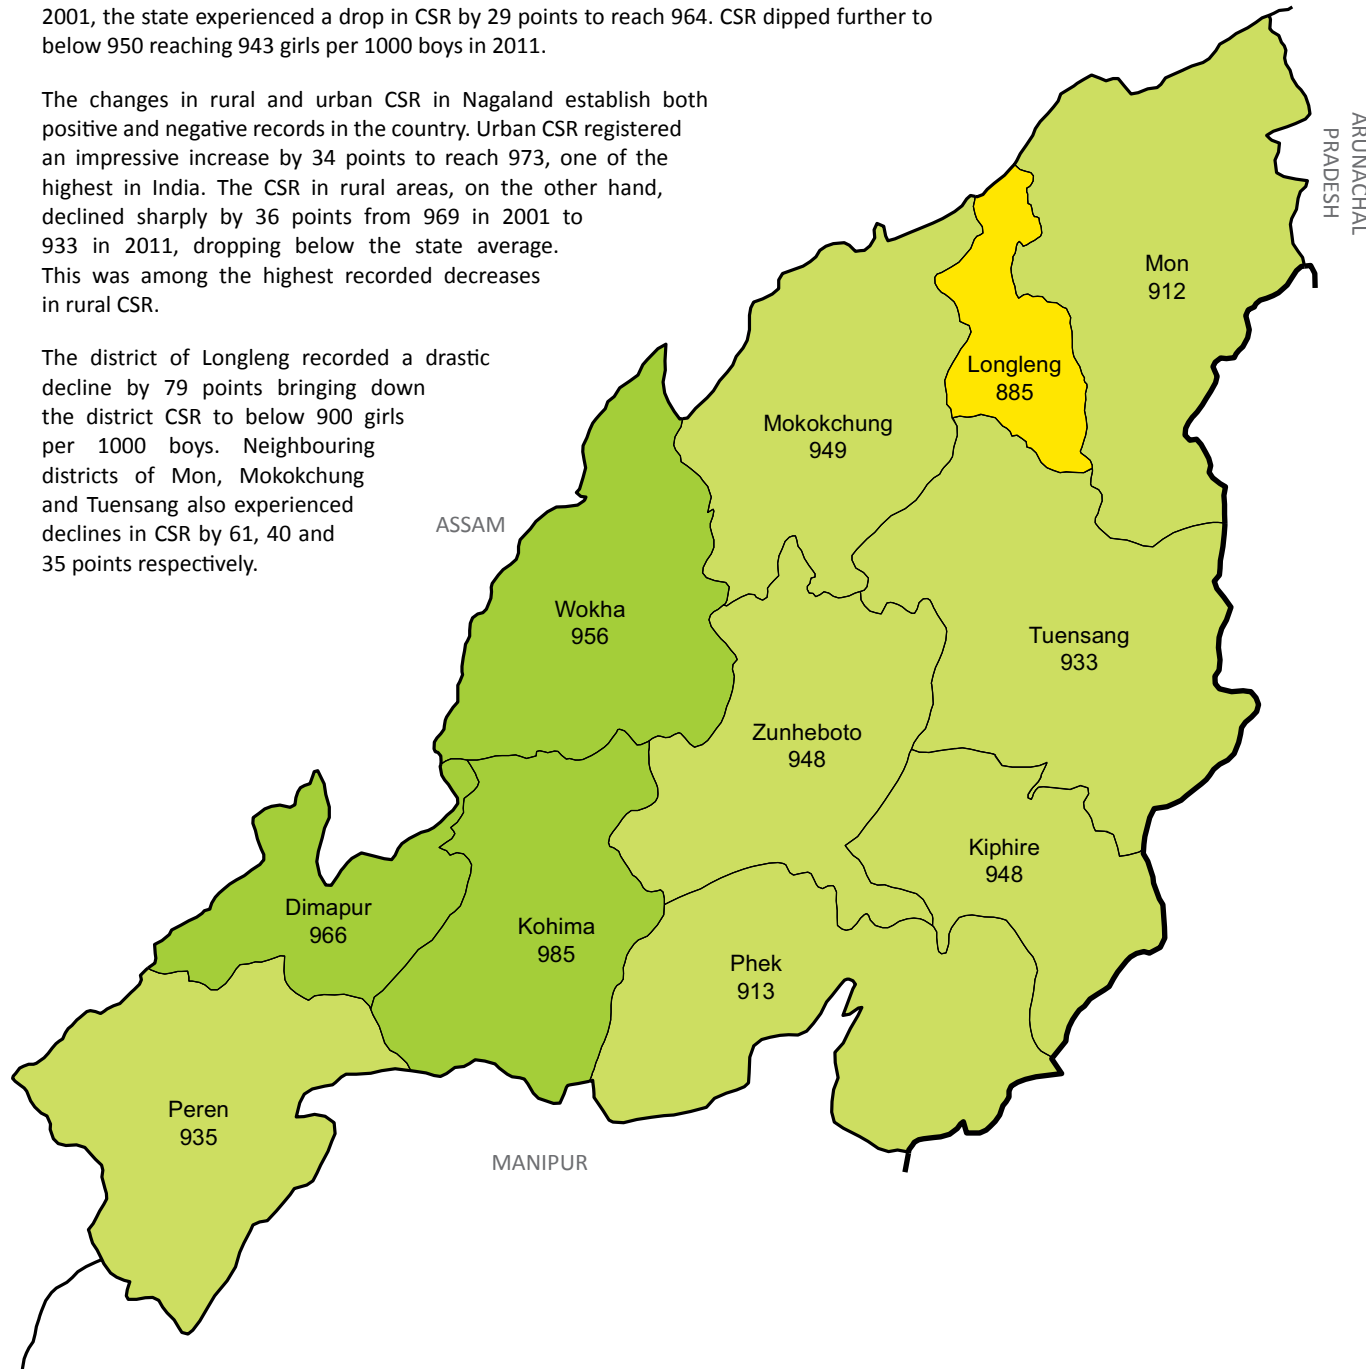 2001, the state experienced a drop in CSR by 29 points to reach 964. CSR dipped further to
below 950 reaching 943 girls per 1000 boys in 2011.
The changes in rural and urban CSR in Nagaland establish both
positive and negative records in the country. Urban CSR registered
an impressive increase by 34 points to reach 973, one of the
highest in India. The CSR in rural areas, on the other hand,
declined sharply by 36 points from 969 in 2001 to
933 in 2011, dropping below the state average.
This was among the highest recorded decreases
in rural CSR.
The district of Longleng recorded a drastic
decline by 79 points bringing down
the district CSR to below 900 girls
per 1000 boys. Neighbouring
districts of Mon, Mokokchung
and Tuensang also experienced
declines in CSR by 61, 40 and
35 points respectively.
ARUNACHAL
PRADESH
Mon
912
Longleng
885
Mokokchung
949
ASSAM
Wokha
956
Tuensang
933
Zunheboto
948
Kiphire
948
Dimapur
966
Kohima
985
Phek
913
Peren
935
MANIPUR